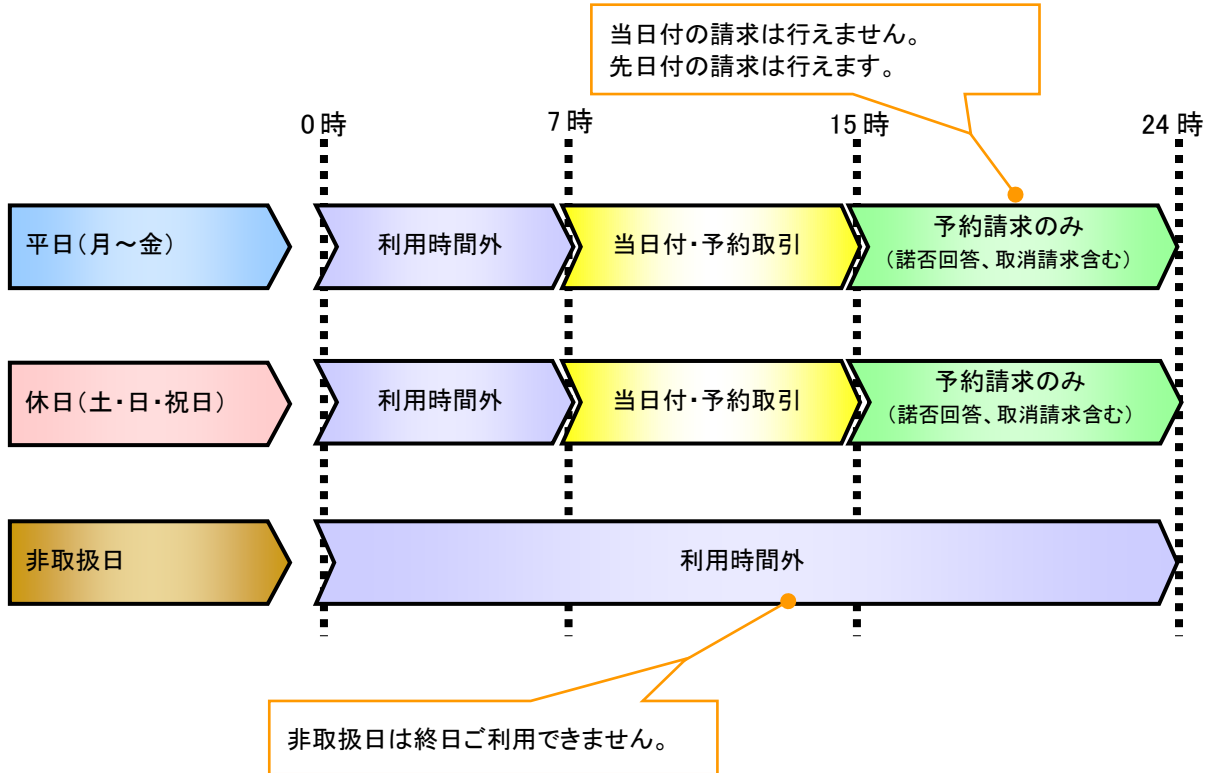 当日付の請求は行えません。
先日付の請求は行えます。
0時
7時
15時
24時
平日(月～金)
利用時間外
当日付・予約取引
予約請求のみ
(諾否回答、取消請求含む)
休日(土・日・祝日)
利用時間外
当日付・予約取引
予約請求のみ
(諾否回答、取消請求含む)
非取扱日
利用時間外
非取扱日は終日ご利用できません。